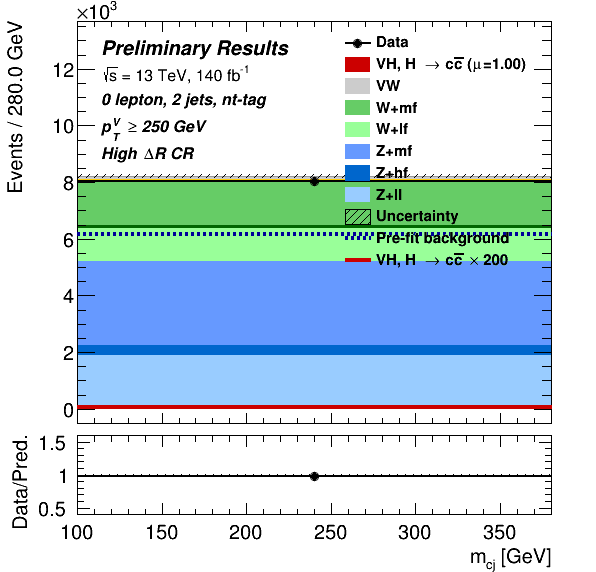 ×10³
Events / 280.0 GeV
12
10
8
6
4
2
0
Preliminary Results
√s = 13 TeV, 140 fb⁻¹
0 lepton, 2 jets, nt-tag
p_T^V ≥ 250 GeV
High ΔR CR
Data
VH, H → cc̅ (μ=1.00)
VW
W+mf
W+lf
Z+mf
Z+hf
Z+ll
Uncertainty
Pre-fit background
VH, H → cc̅ × 200
Data/Pred.
1.5
1
0.5
100 150 200 250 300 350
m_cj [GeV]